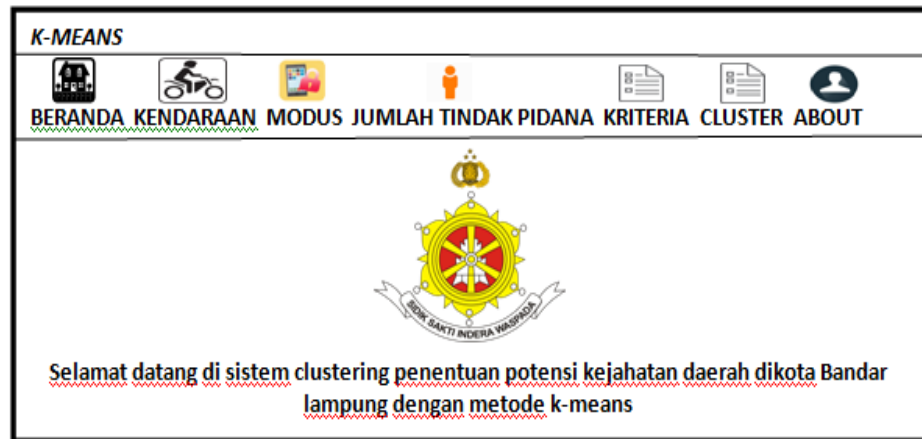 K-MEANS
BERANDA KENDARAAN MODUS JUMLAH TINDAK PIDANA KRITERIA CLUSTER ABOUT
SIDIK SAKTI INDERA WASPADA
Selamat datang di sistem clustering penentuan potensi kejahatan daerah dikota Bandar
lampung dengan metode k-means